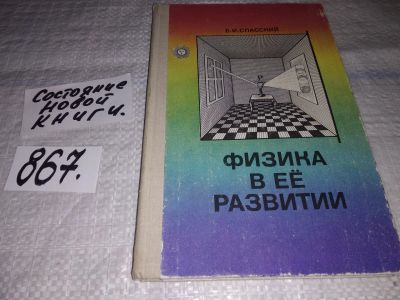 Состояние
новой
книги.
867.
Б.И.СПАССКИЙ
ФИЗИКА
В ЕЁ
РАЗВИТИИ